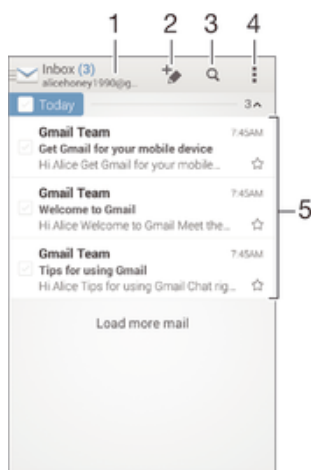 1 2 3 4
Inbox (3)
alicehoney1990@g...
Today 3
Gmail Team 7:45AM
Get Gmail for your mobile device
Hi Alice Get Gmail for your mobile...
Gmail Team 7:45AM
Welcome to Gmail
Hi Alice Welcome to Gmail Meet the...
5
Gmail Team 7:45AM
Tips for using Gmail
Hi Alice Tips for using Gmail Chat rig...
Load more mail